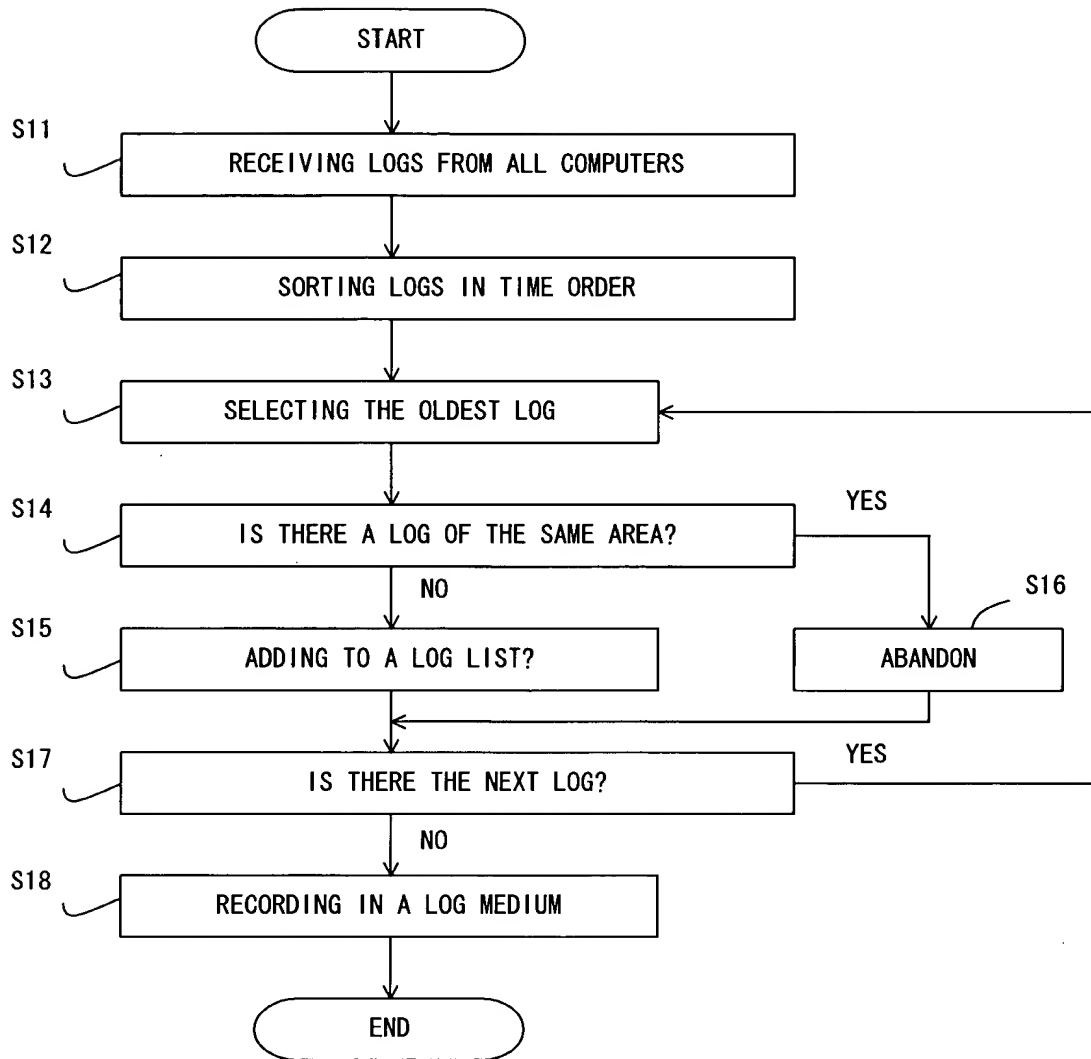 START
S11
RECEIVING LOGS FROM ALL COMPUTERS
S12
SORTING LOGS IN TIME ORDER
S13
SELECTING THE OLDEST LOG
S14
IS THERE A LOG OF THE SAME AREA?
YES
NO
S15
ADDING TO A LOG LIST?
S16
ABANDON
S17
IS THERE THE NEXT LOG?
YES
NO
S18
RECORDING IN A LOG MEDIUM
END